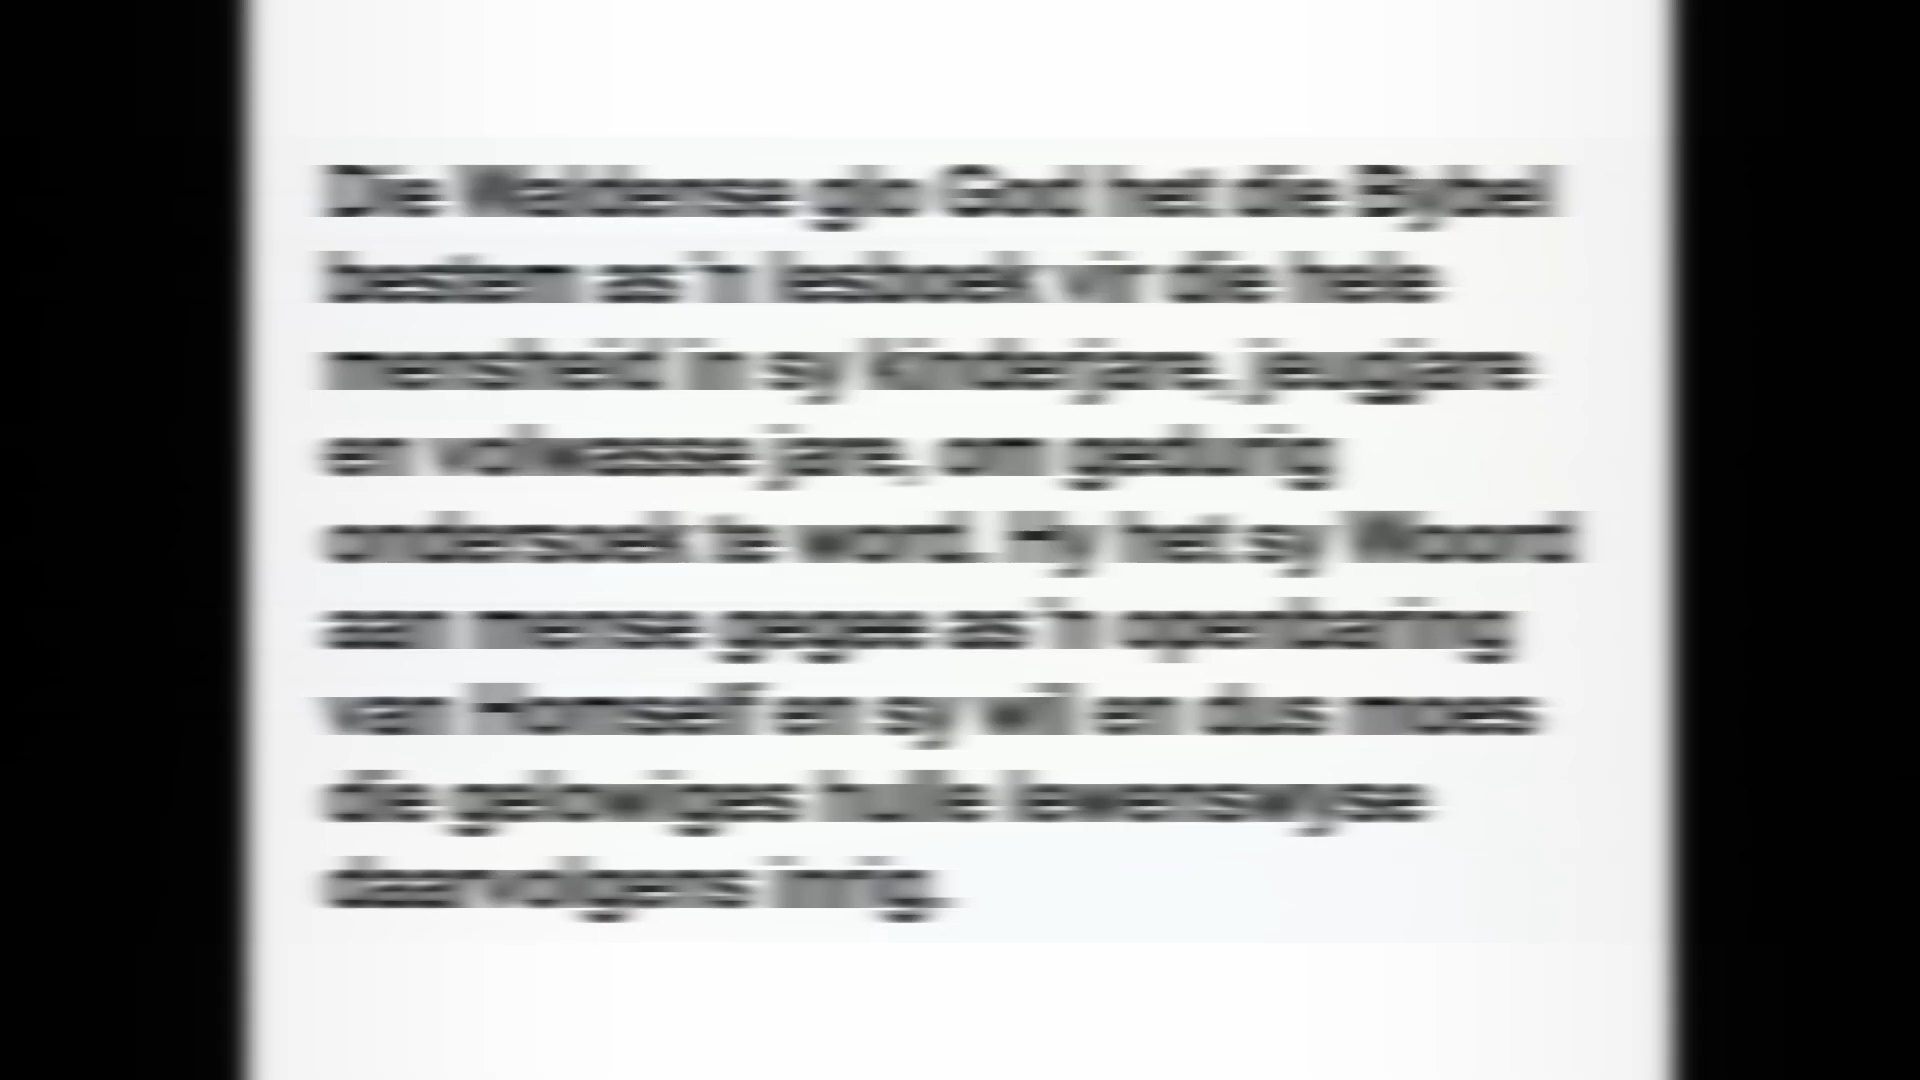 Die Waldense glo God het die Bybel
bestem as 'n lesboek vir die hele
mensheid in sy kinderjare, jeugjare
en volwasse jare, om gedurig
ondersoek te word. Hy het sy Woord
aan mense gegee as 'n openbaring
van Homself en sy wil en dus moes
die gelowiges hulle lewenswyse
daarvolgens inrig.